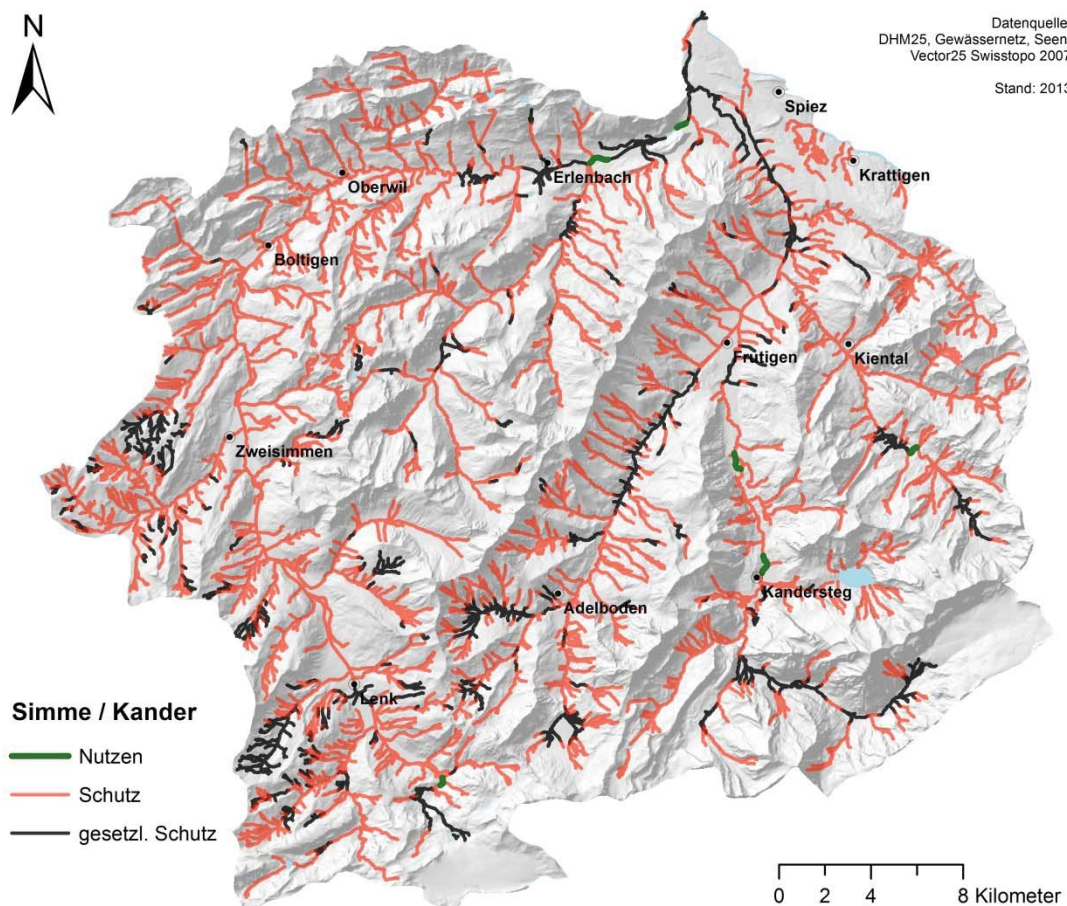 N
Datenquelle
DHM25, Gewässernetz, Seen
Vector25 Swisstopo 2007
Stand: 2013
Spiez
Krattigen
Erlenbach
Oberwil
Boltigen
Frutigen
Kiental
Zweisimmen
Kandersteg
Adelboden
Lenk
Simme / Kander
Nutzen
Schutz
gesetzl. Schutz
0 2 4 8 Kilometer